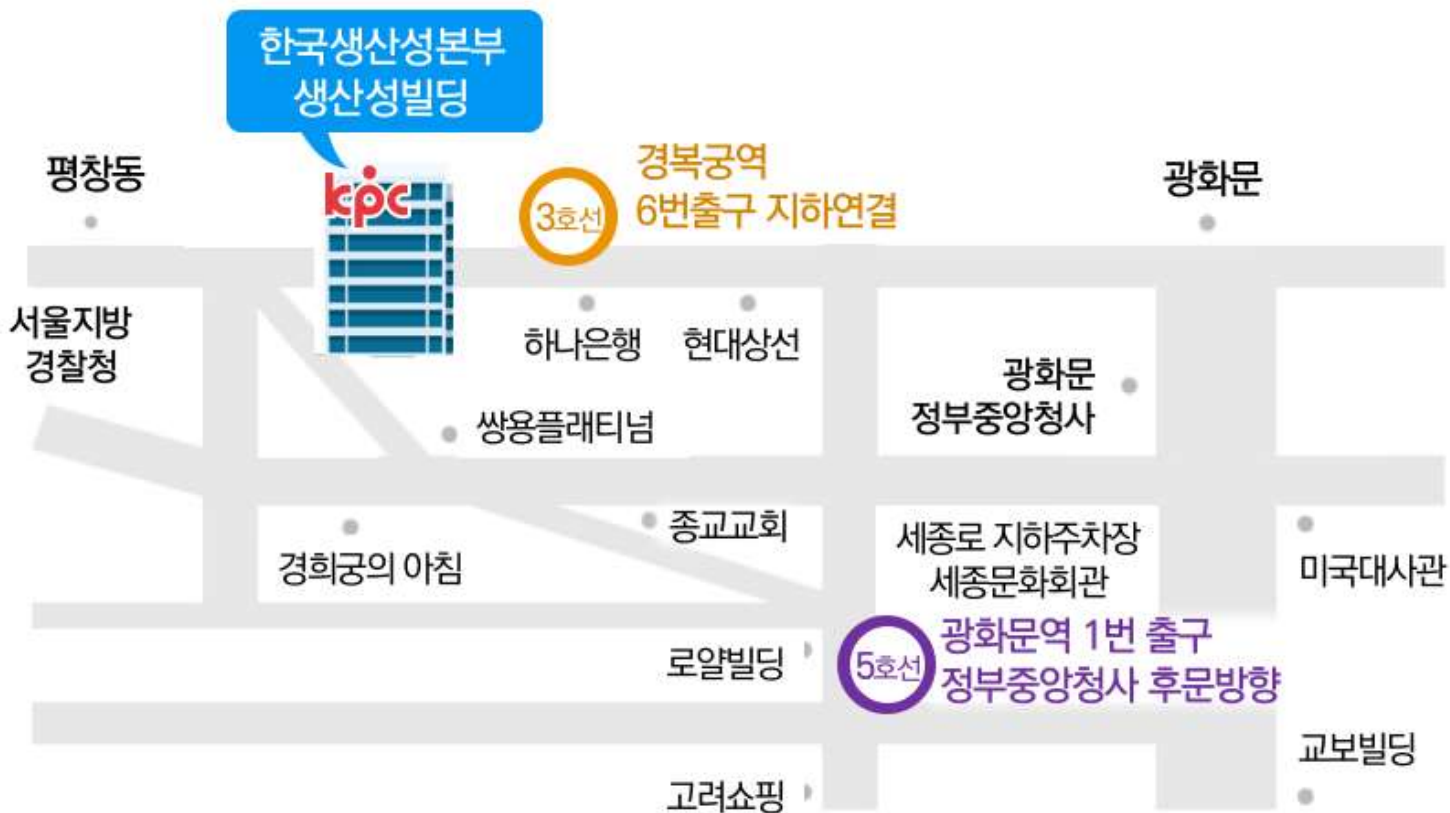 한국생산성본부
생산성빌딩
평창동
kpc
3호선
경복궁역
6번출구 지하연결
광화문
서울지방
경찰청
하나은행
현대상선
광화문
정부중앙청사
쌍용플래티넘
종교교회
경희궁의 아침
세종로 지하주차장
세종문화회관
미국대사관
로얄빌딩
5호선
광화문역 1번 출구
정부중앙청사 후문방향
교보빌딩
고려쇼핑